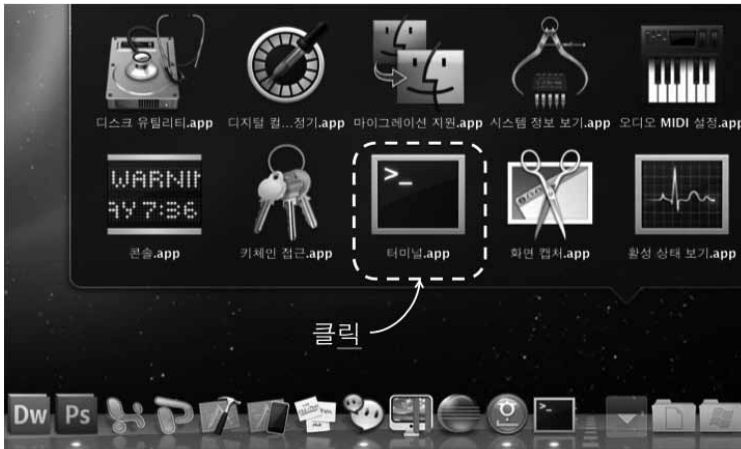 디스크 유틸리티.app 디지털 컬...정기.app 마이그레이션 지원.app 시스템 정보 보기.app 오디오 MIDI 설정.app
WARNIN
AY 7:36
>_
콘솔.app 키체인 접근.app 터미널.app 화면 캡처.app 활성 상태 보기.app
클릭
Dw Ps >_